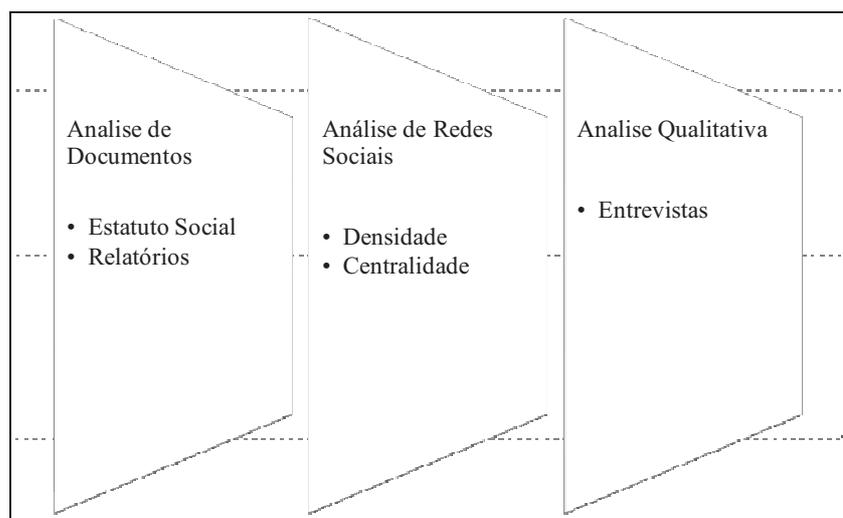 Analise de
Documentos
• Estatuto Social
• Relatórios
Análise de Redes
Sociais
• Densidade
• Centralidade
Analise Qualitativa
• Entrevistas